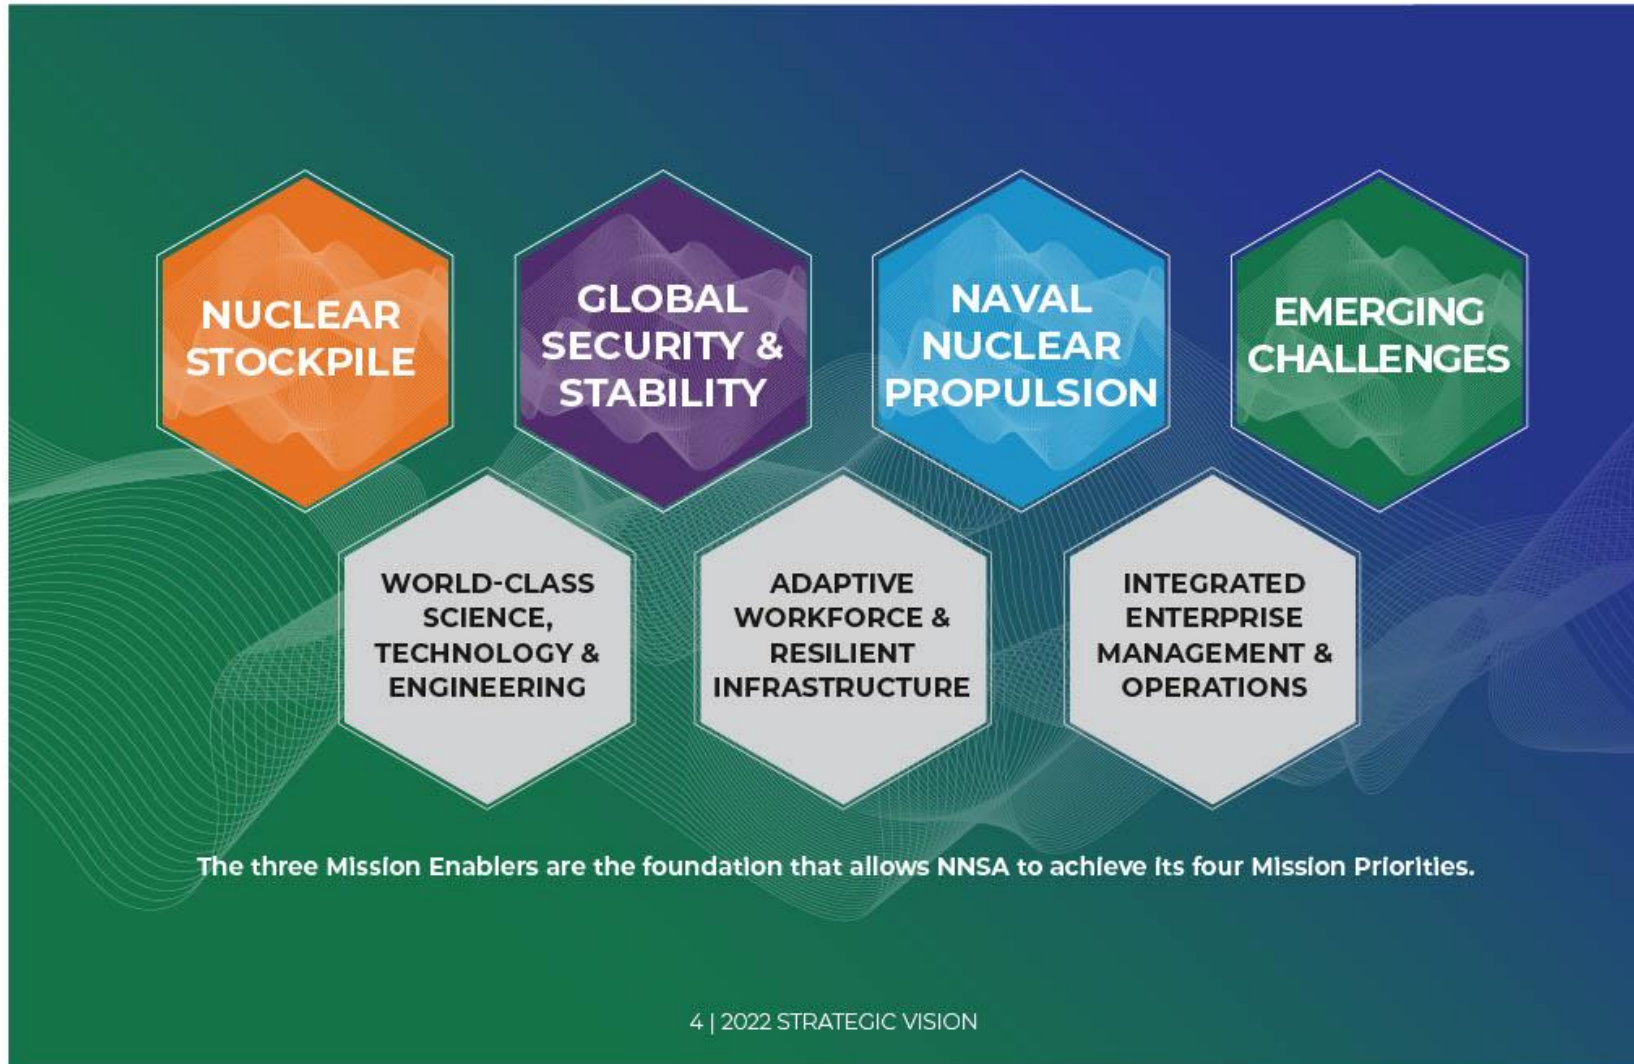 NUCLEAR
STOCKPILE
GLOBAL
SECURITY &
STABILITY
NAVAL
NUCLEAR
PROPULSION
EMERGING
CHALLENGES
WORLD-CLASS
SCIENCE,
TECHNOLOGY &
ENGINEERING
ADAPTIVE
WORKFORCE &
RESILIENT
INFRASTRUCTURE
INTEGRATED
ENTERPRISE
MANAGEMENT &
OPERATIONS
The three Mission Enablers are the foundation that allows NNSA to achieve its four Mission Priorities.
4 | 2022 STRATEGIC VISION